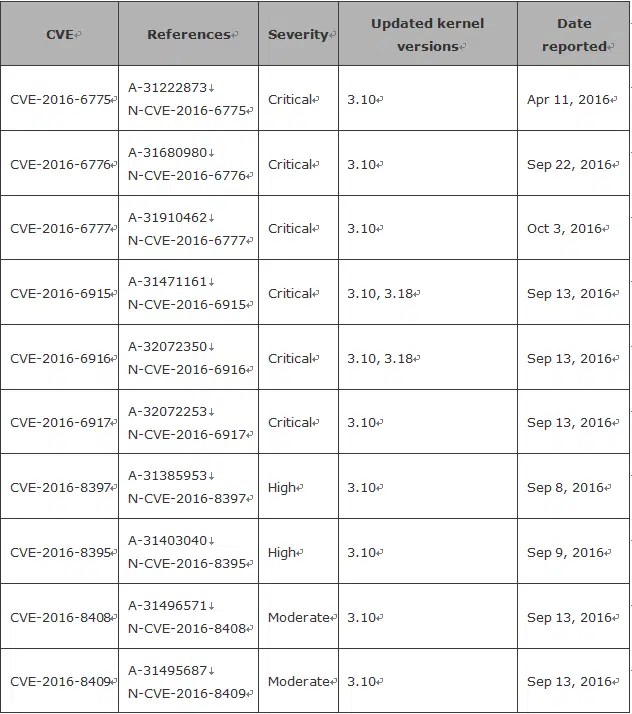 CVE References Severity Updated kernel versions Date reported
CVE-2016-6775 A-31222873 N-CVE-2016-6775 Critical 3.10 Apr 11, 2016
CVE-2016-6776 A-31680980 N-CVE-2016-6776 Critical 3.10 Sep 22, 2016
CVE-2016-6777 A-31910462 N-CVE-2016-6777 Critical 3.10 Oct 3, 2016
CVE-2016-6915 A-31471161 N-CVE-2016-6915 Critical 3.10, 3.18 Sep 13, 2016
CVE-2016-6916 A-32072350 N-CVE-2016-6916 Critical 3.10, 3.18 Sep 13, 2016
CVE-2016-6917 A-32072253 N-CVE-2016-6917 Critical 3.10 Sep 13, 2016
CVE-2016-8397 A-31385953 N-CVE-2016-8397 High 3.10 Sep 8, 2016
CVE-2016-8395 A-31403040 N-CVE-2016-8395 High 3.10 Sep 9, 2016
CVE-2016-8408 A-31496571 N-CVE-2016-8408 Moderate 3.10 Sep 13, 2016
CVE-2016-8409 A-31495687 N-CVE-2016-8409 Moderate 3.10 Sep 13, 2016